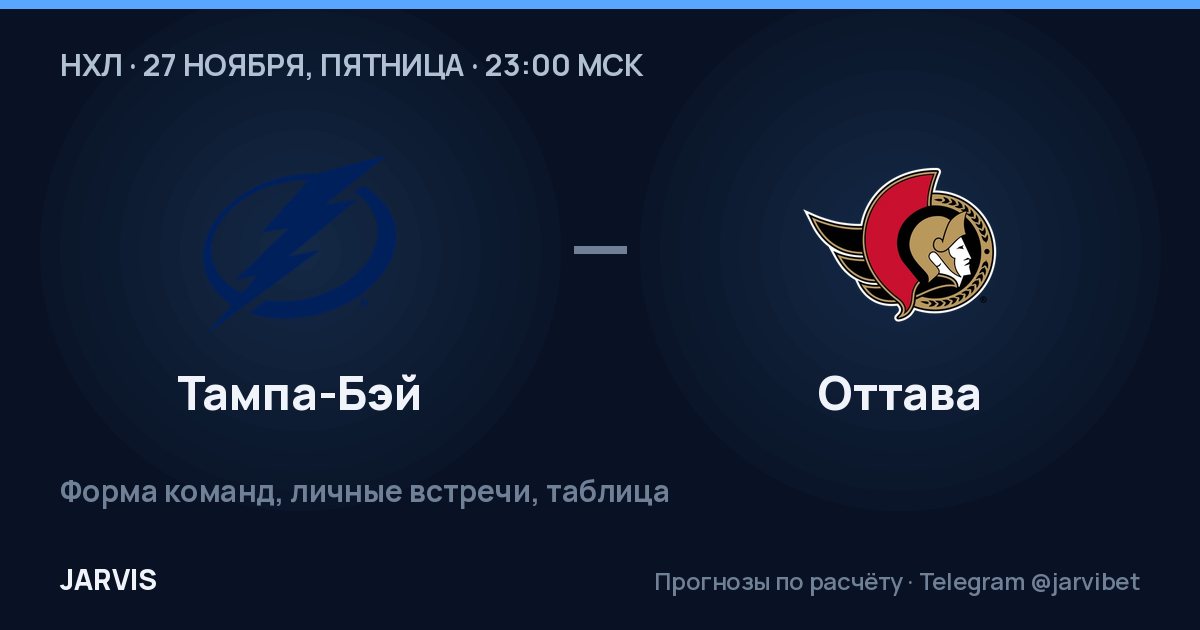 НХЛ · 27 НОЯБРЯ, ПЯТНИЦА · 23:00 МСК
—
Тампа-Бэй
Оттава
Форма команд, личные встречи, таблица
JARVIS
Прогнозы по расчёту · Telegram @jarvibet